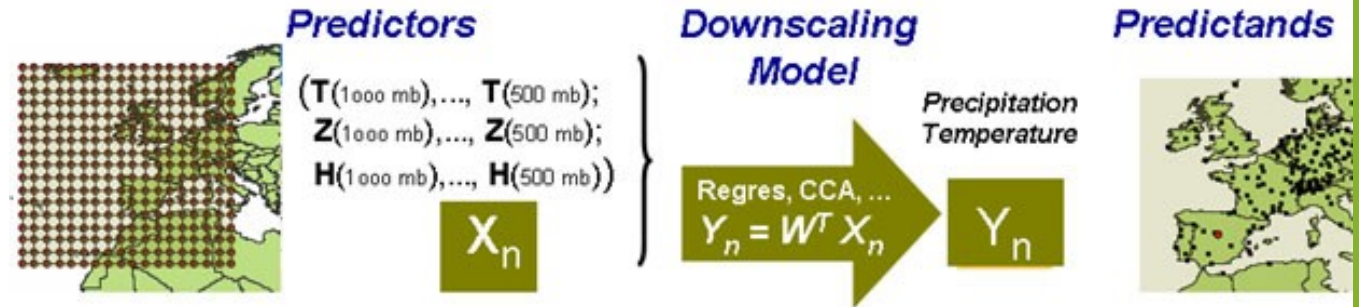 Predictors
(T(1000 mb),..., T(500 mb);
Z(1000 mb),..., Z(500 mb);
H(1000 mb),..., H(500 mb))
Xn
Downscaling
Model
Regres, CCA, ...
Yn = W^T Xn
Predictands
Precipitation
Temperature
Yn